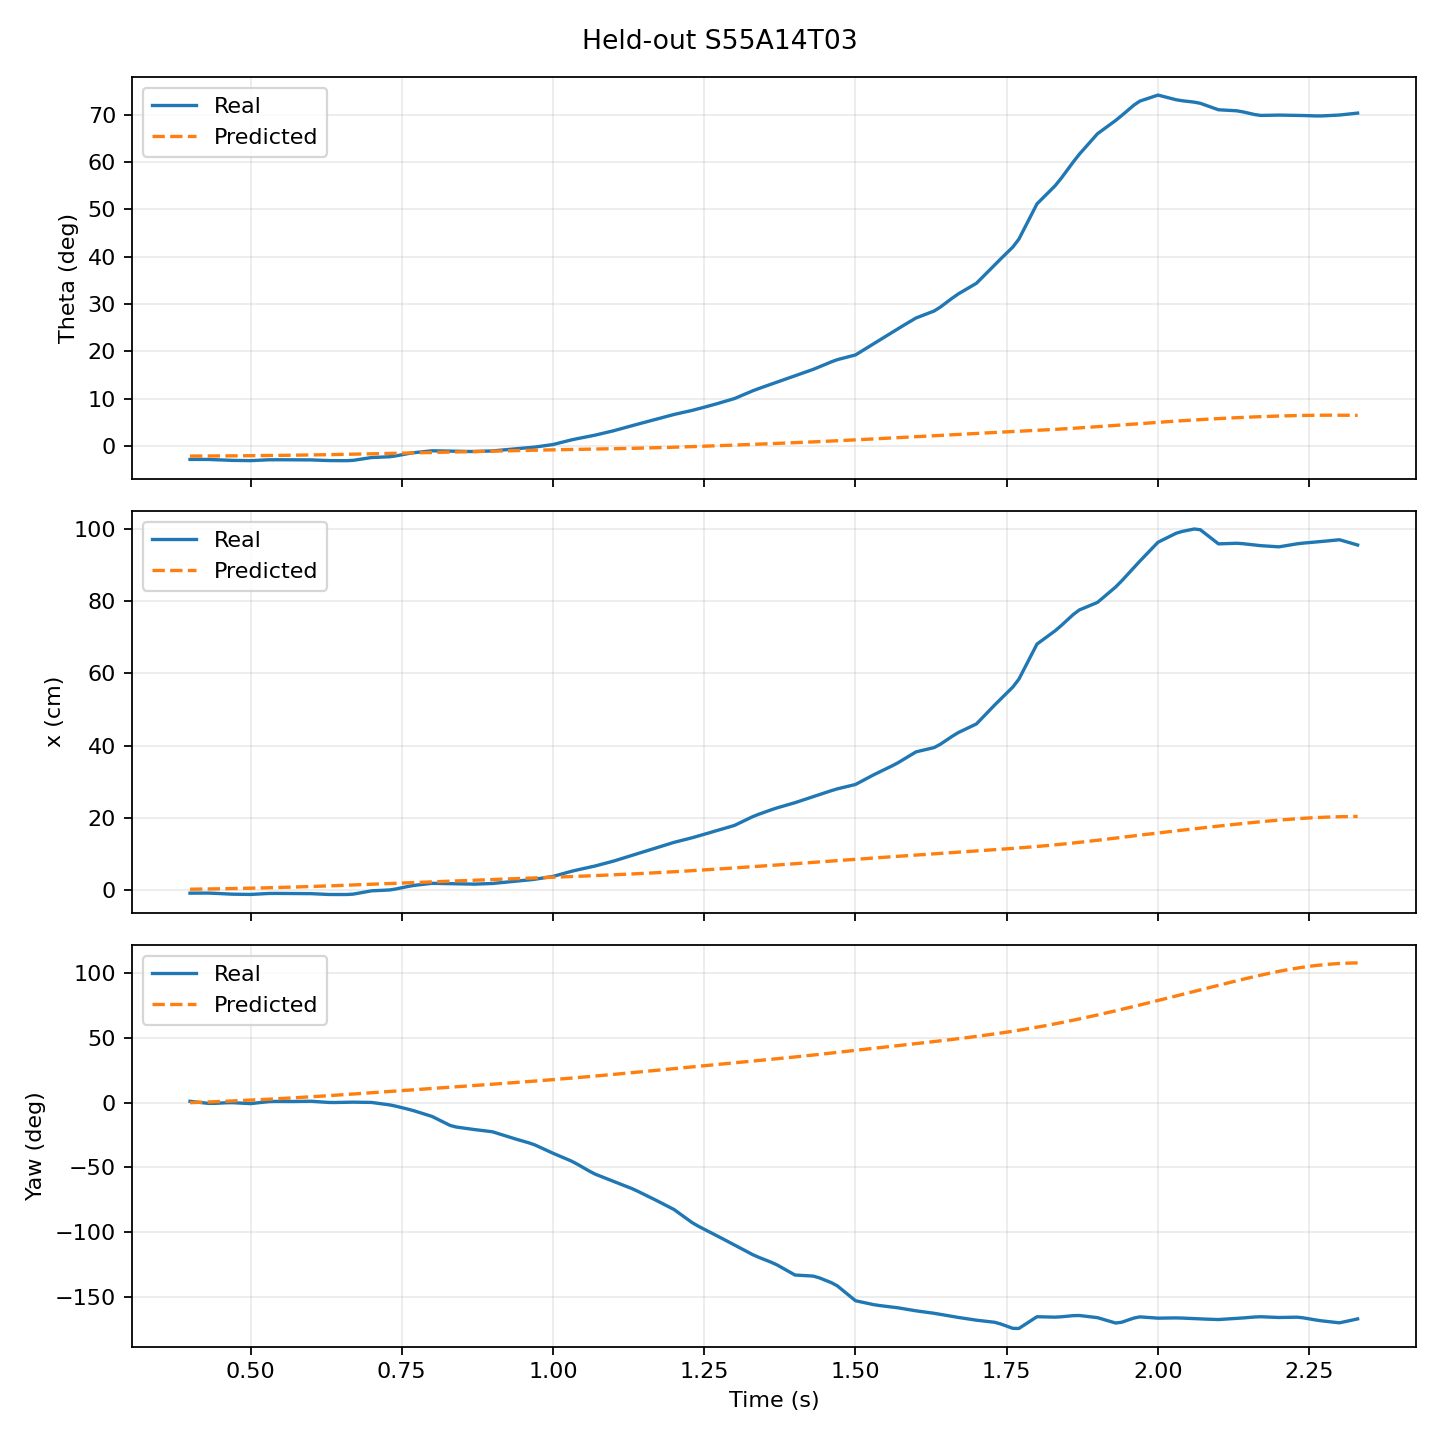 Held-out S55A14T03
Real
Predicted
Theta (deg)
70
60
50
40
30
20
10
0
Real
Predicted
x (cm)
100
80
60
40
20
0
Real
Predicted
Yaw (deg)
100
50
0
−50
−100
−150
0.50 0.75 1.00 1.25 1.50 1.75 2.00 2.25
Time (s)